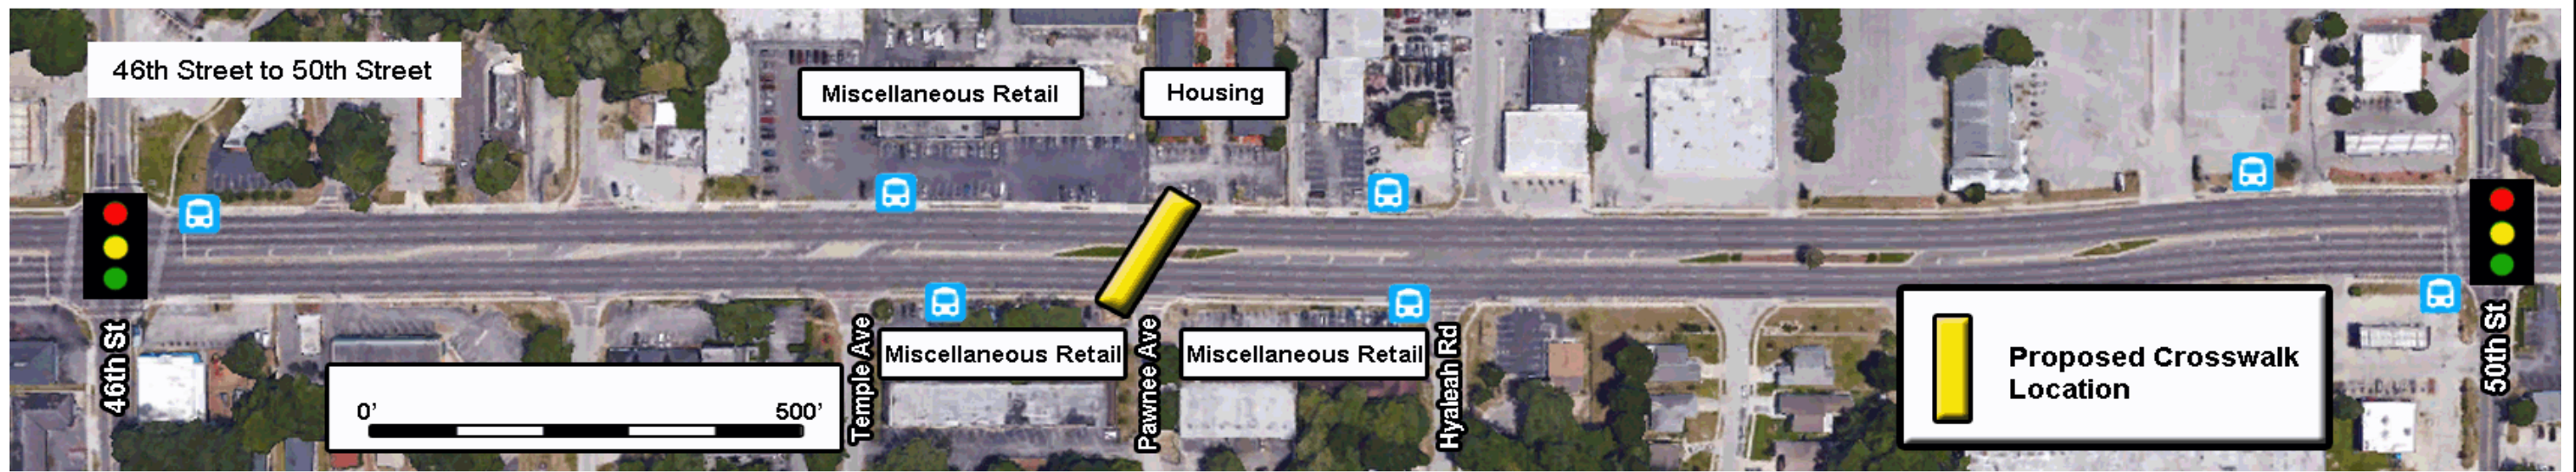 46th Street to 50th Street
Miscellaneous Retail
Housing
46th St
Temple Ave
Miscellaneous Retail
Pawnee Ave
Miscellaneous Retail
Hyaleah Rd
50th St
0' 500'
Proposed Crosswalk
Location